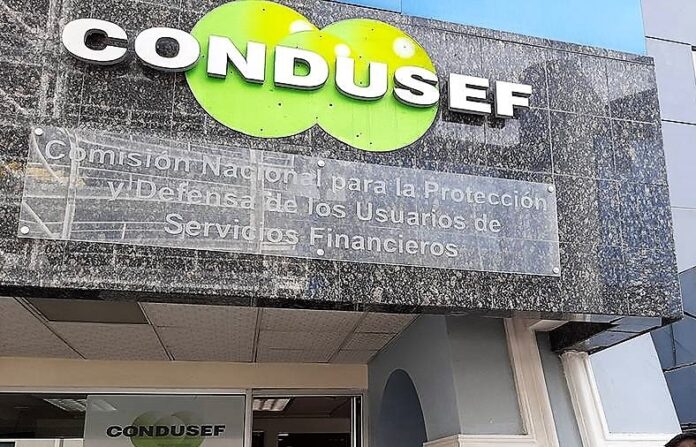 CONDUSEF
Comisión Nacional para la Protección
y Defensa de los Usuarios de
Servicios Financieros
CONDUSEF